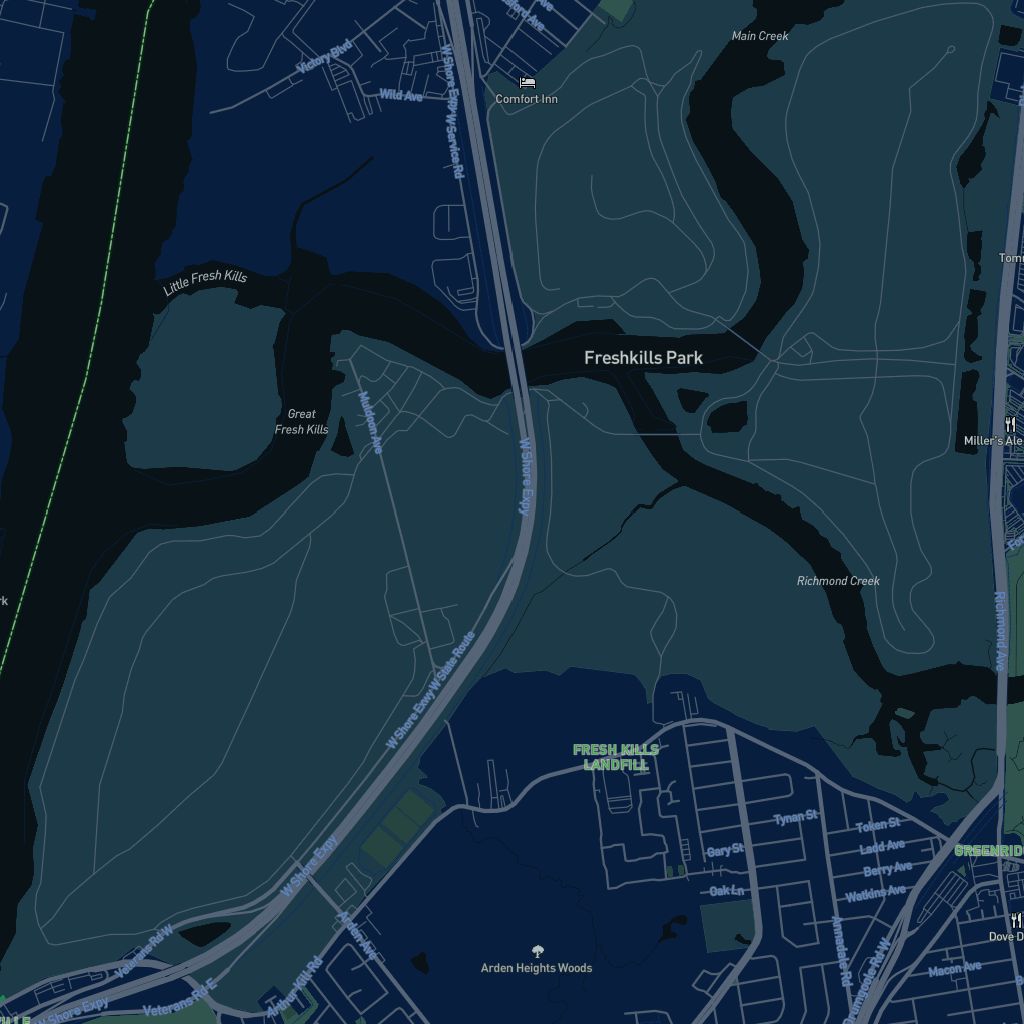 Main Creek
Victory Blvd
Wild Ave
Comfort Inn
W Shore Expy W Service Rd
Little Fresh Kills
Freshkills Park
Great
Fresh Kills
Muldoon Ave
W Shore Expy
Miller's Ale
Richmond Creek
Richmond Ave
W Shore Exwy W State Route
FRESH KILLS
LANDFILL
Tynan St
Token St
Ladd Ave
Gary St
Berry Ave
Oak Ln
Watkins Ave
GREENRID
W Shore Expy
Arden Ave
Veterans Rd W
Annadale Rd
Drumgoole Rd W
Dove D
Arden Heights Woods
Macon Ave
Arthur Kill Rd
Veterans Rd E
W Shore Expy